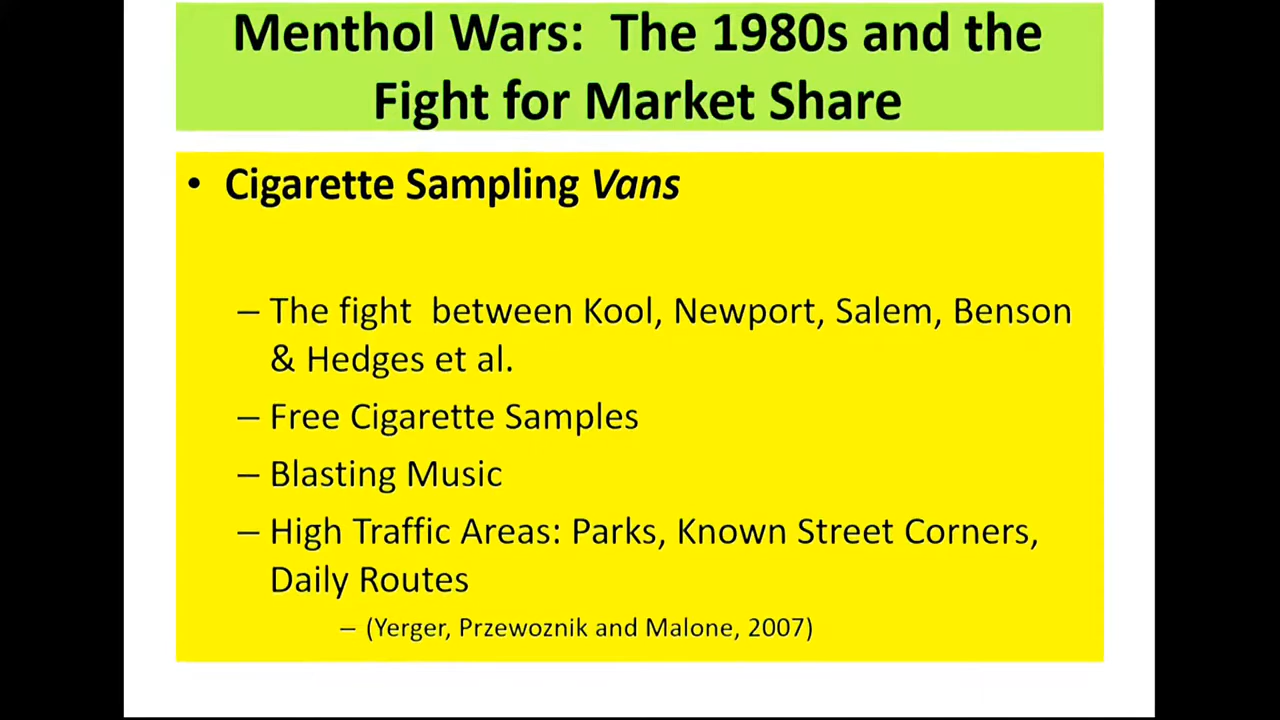 Menthol Wars: The 1980s and the
Fight for Market Share
• Cigarette Sampling Vans
– The fight between Kool, Newport, Salem, Benson
& Hedges et al.
– Free Cigarette Samples
– Blasting Music
– High Traffic Areas: Parks, Known Street Corners,
Daily Routes
– (Yerger, Przewoznik and Malone, 2007)